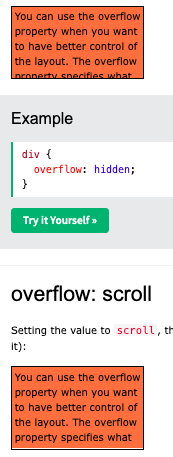 You can use the overflow
property when you want
to have better control of
the layout. The overflow
property specifies what
Example
div {
  overflow: hidden;
}
Try it Yourself »
overflow: scroll
Setting the value to scroll, th
it):
You can use the overflow
property when you want
to have better control of
the layout. The overflow
property specifies what